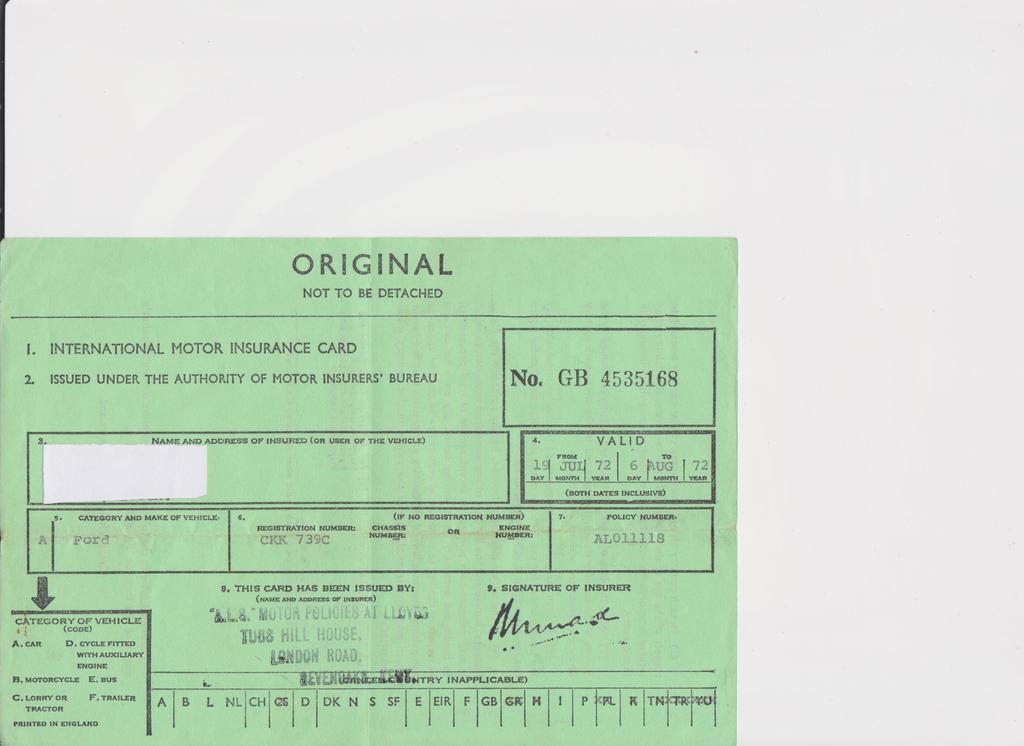 ORIGINAL
NOT TO BE DETACHED
1. INTERNATIONAL MOTOR INSURANCE CARD
2. ISSUED UNDER THE AUTHORITY OF MOTOR INSURERS' BUREAU
No. GB 4535168
3. NAME AND ADDRESS OF INSURED (OR USER OF THE VEHICLE)
4. VALID
FROM TO
19 JUL 72 6 AUG 72
DAY MONTH YEAR DAY MONTH YEAR
(BOTH DATES INCLUSIVE)
5. CATEGORY AND MAKE OF VEHICLE.
A Ford
6. (IF NO REGISTRATION NUMBER)
REGISTRATION NUMBER: CHASSIS NUMBER: OR ENGINE NUMBER:
CKK 739C
7. POLICY NUMBER.
AL011118
8. THIS CARD HAS BEEN ISSUED BY:
(NAME AND ADDRESS OF INSURER)
"A.L.S." MOTOR POLICIES AT LLOYDS
TUBS HILL HOUSE,
LONDON ROAD,
SEVENOAKS, KENT.
9. SIGNATURE OF INSURER
CATEGORY OF VEHICLE
(CODE)
A. CAR D. CYCLE FITTED
WITH AUXILIARY
ENGINE
B. MOTORCYCLE E. BUS
C. LORRY OR F. TRAILER
TRACTOR
PRINTED IN ENGLAND
(CANCEL COUNTRY INAPPLICABLE)
A B L NL CH CS D DK N S SF E EIR F GB GR H I P PL R TN TR YU